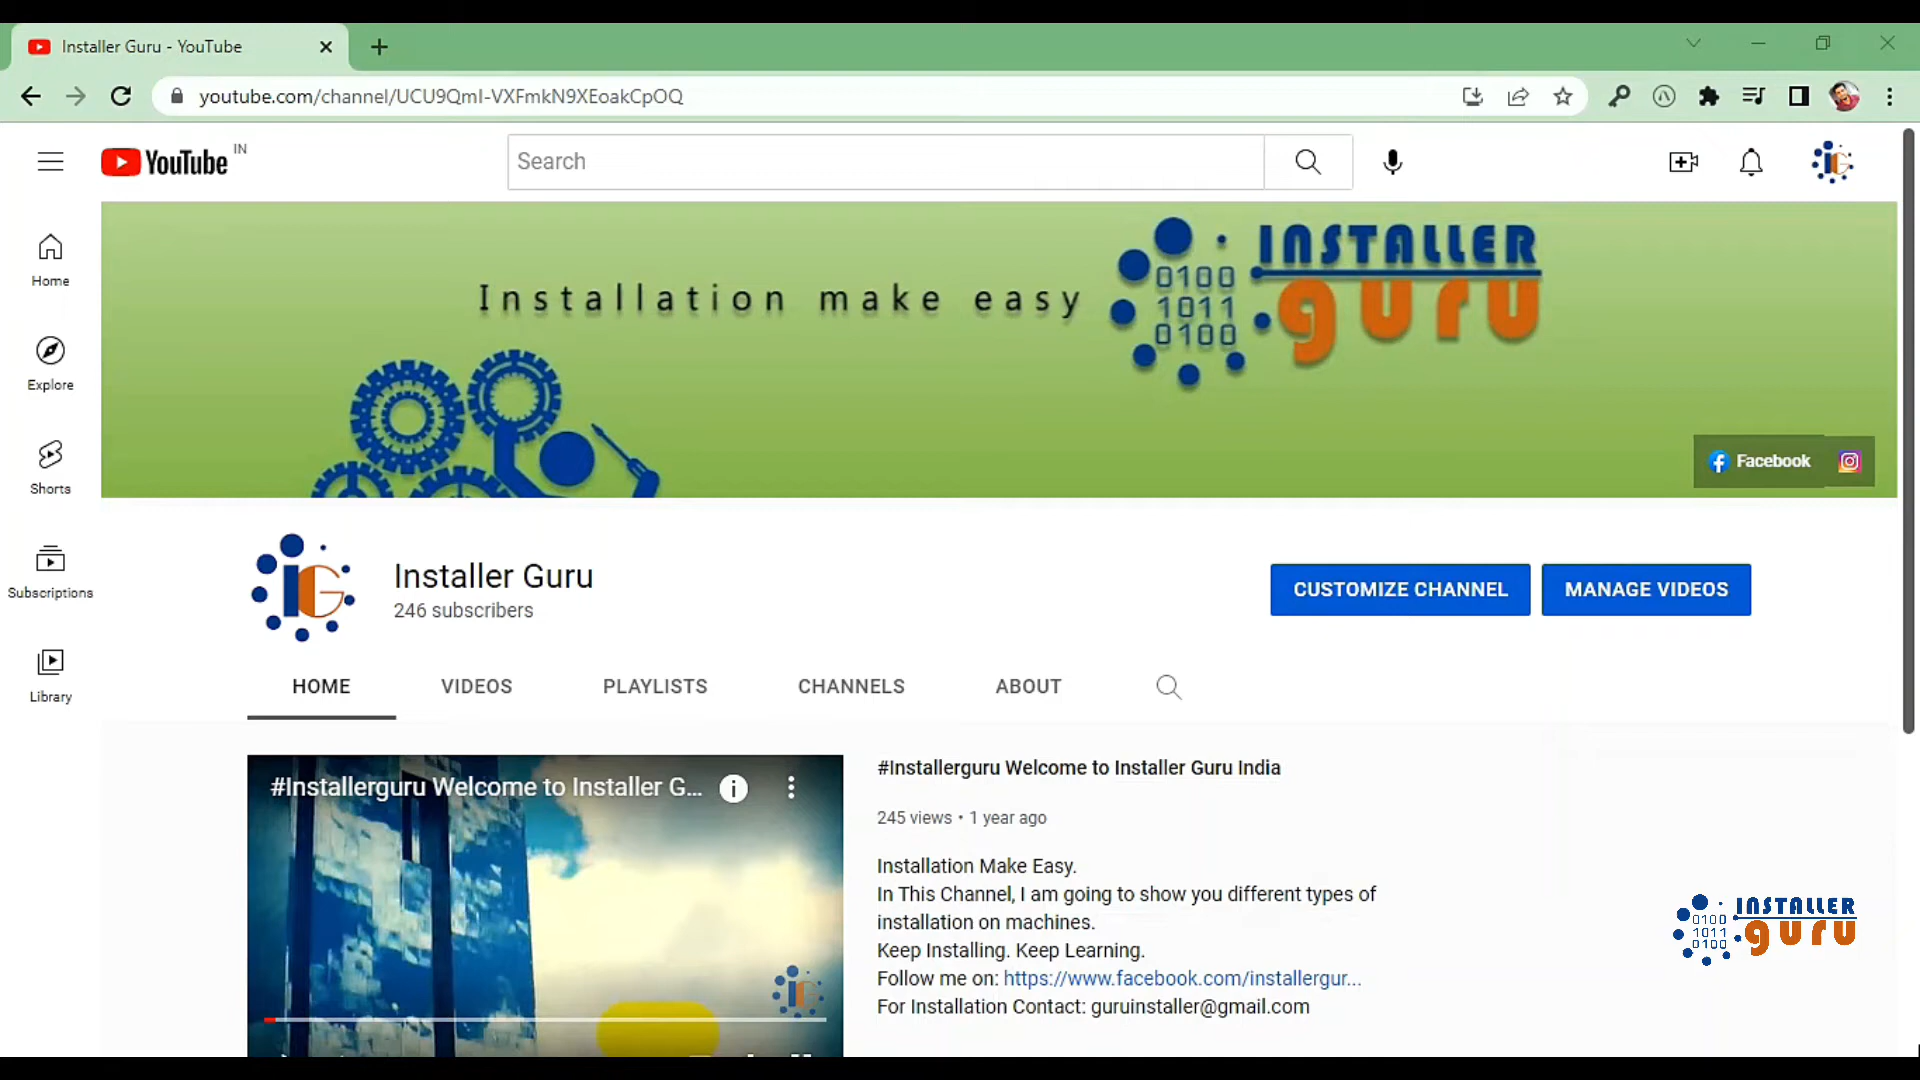 Installer Guru - YouTube
youtube.com/channel/UCU9QmI-VXFmkN9XEoakCpOQ
YouTube IN
Search
Home
Explore
Shorts
Subscriptions
Library
Installation make easy
0100
1011
0100
INSTALLER
guru
Facebook
IG
Installer Guru
246 subscribers
CUSTOMIZE CHANNEL
MANAGE VIDEOS
HOME
VIDEOS
PLAYLISTS
CHANNELS
ABOUT
#Installerguru Welcome to Installer G...
#Installerguru Welcome to Installer Guru India
245 views • 1 year ago
Installation Make Easy.
In This Channel, I am going to show you different types of
installation on machines.
Keep Installing. Keep Learning.
Follow me on: https://www.facebook.com/installergur...
For Installation Contact: guruinstaller@gmail.com
0100
1011
0100
INSTALLER
guru